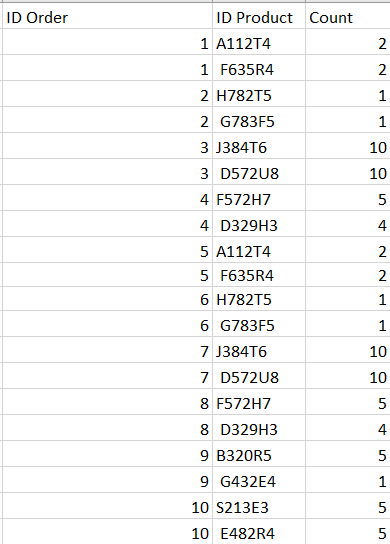 ID Order ID Product Count
1 A112T4 2
1 F635R4 2
2 H782T5 1
2 G783F5 1
3 J384T6 10
3 D572U8 10
4 F572H7 5
4 D329H3 4
5 A112T4 2
5 F635R4 2
6 H782T5 1
6 G783F5 1
7 J384T6 10
7 D572U8 10
8 F572H7 5
8 D329H3 4
9 B320R5 5
9 G432E4 1
10 S213E3 5
10 E482R4 5